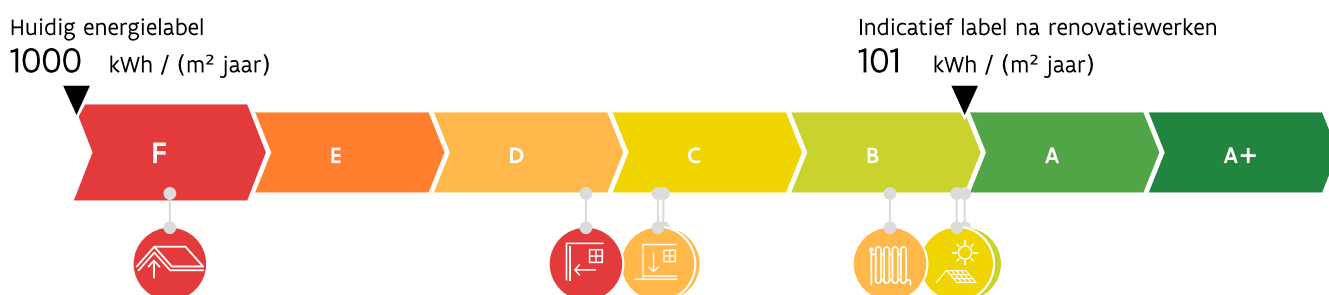 Huidig energielabel
1000 kWh / (m² jaar)
Indicatief label na renovatiewerken
101 kWh / (m² jaar)
F E D C B A A+